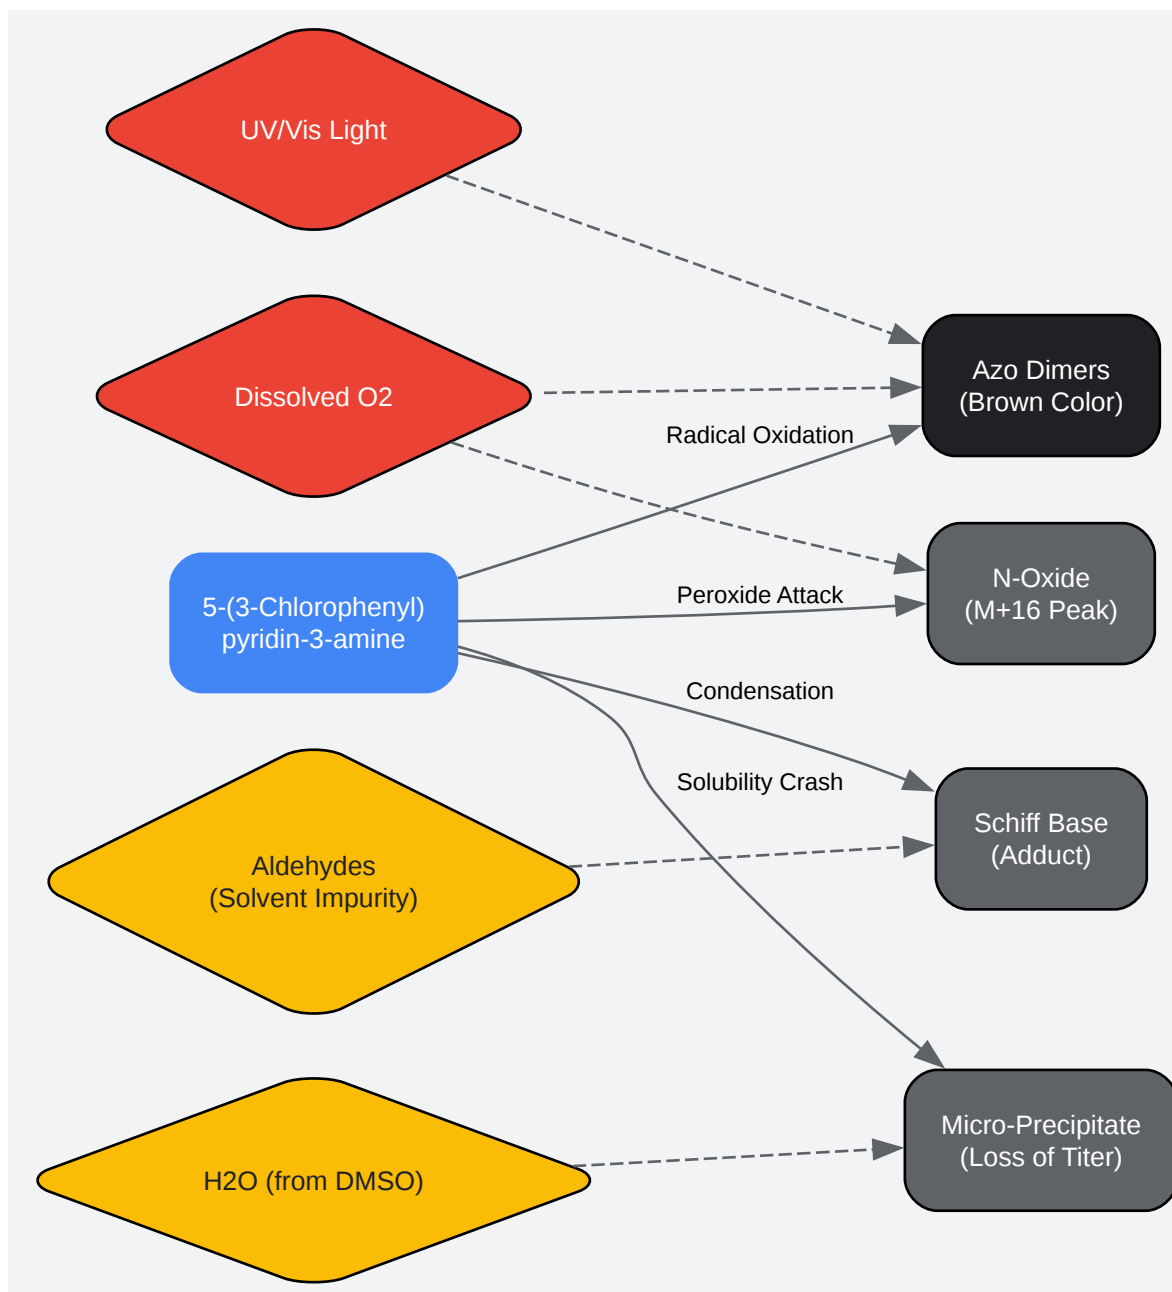 UV/Vis Light
Dissolved O2
Azo Dimers
(Brown Color)
Radical Oxidation
N-Oxide
(M+16 Peak)
Peroxide Attack
5-(3-Chlorophenyl)
pyridin-3-amine
Condensation
Solubility Crash
Schiff Base
(Adduct)
Aldehydes
(Solvent Impurity)
Micro-Precipitate
(Loss of Titer)
H2O (from DMSO)